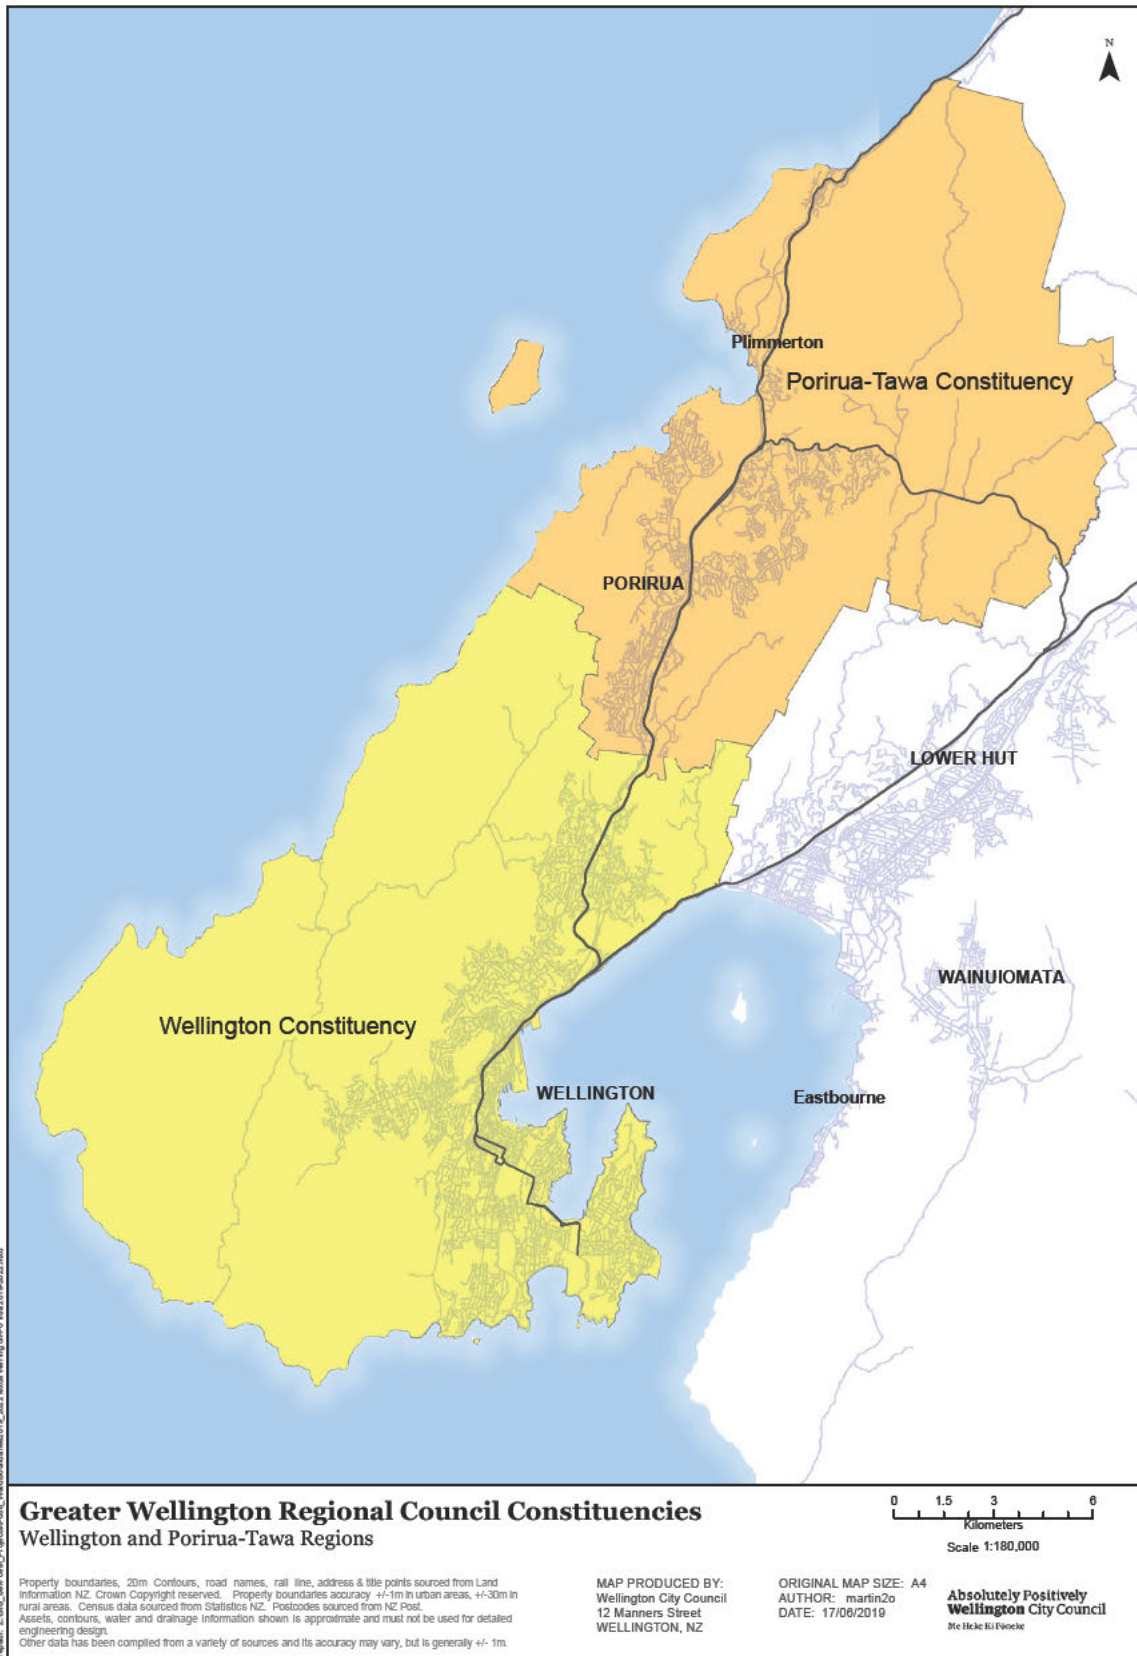 N
Plimmerton
Porirua-Tawa Constituency
PORIRUA
LOWER HUT
WAINUIOMATA
Wellington Constituency
WELLINGTON
Eastbourne
Greater Wellington Regional Council Constituencies
Wellington and Porirua-Tawa Regions
0 1.5 3 6
Kilometers
Scale 1:180,000
Property boundaries, 20m Contours, road names, rail line, address & title points sourced from Land
Information NZ. Crown Copyright reserved. Property boundaries accuracy +/-1m in urban areas, +/-30m in
rural areas. Census data sourced from Statistics NZ. Postcodes sourced from NZ Post.
Assets, contours, water and drainage information shown is approximate and must not be used for detailed
engineering design.
Other data has been compiled from a variety of sources and its accuracy may vary, but is generally +/- 1m.
MAP PRODUCED BY:
Wellington City Council
12 Manners Street
WELLINGTON, NZ
ORIGINAL MAP SIZE: A4
AUTHOR: martin2o
DATE: 17/06/2019
Absolutely Positively
Wellington City Council
Me Heke Ki Pōneke